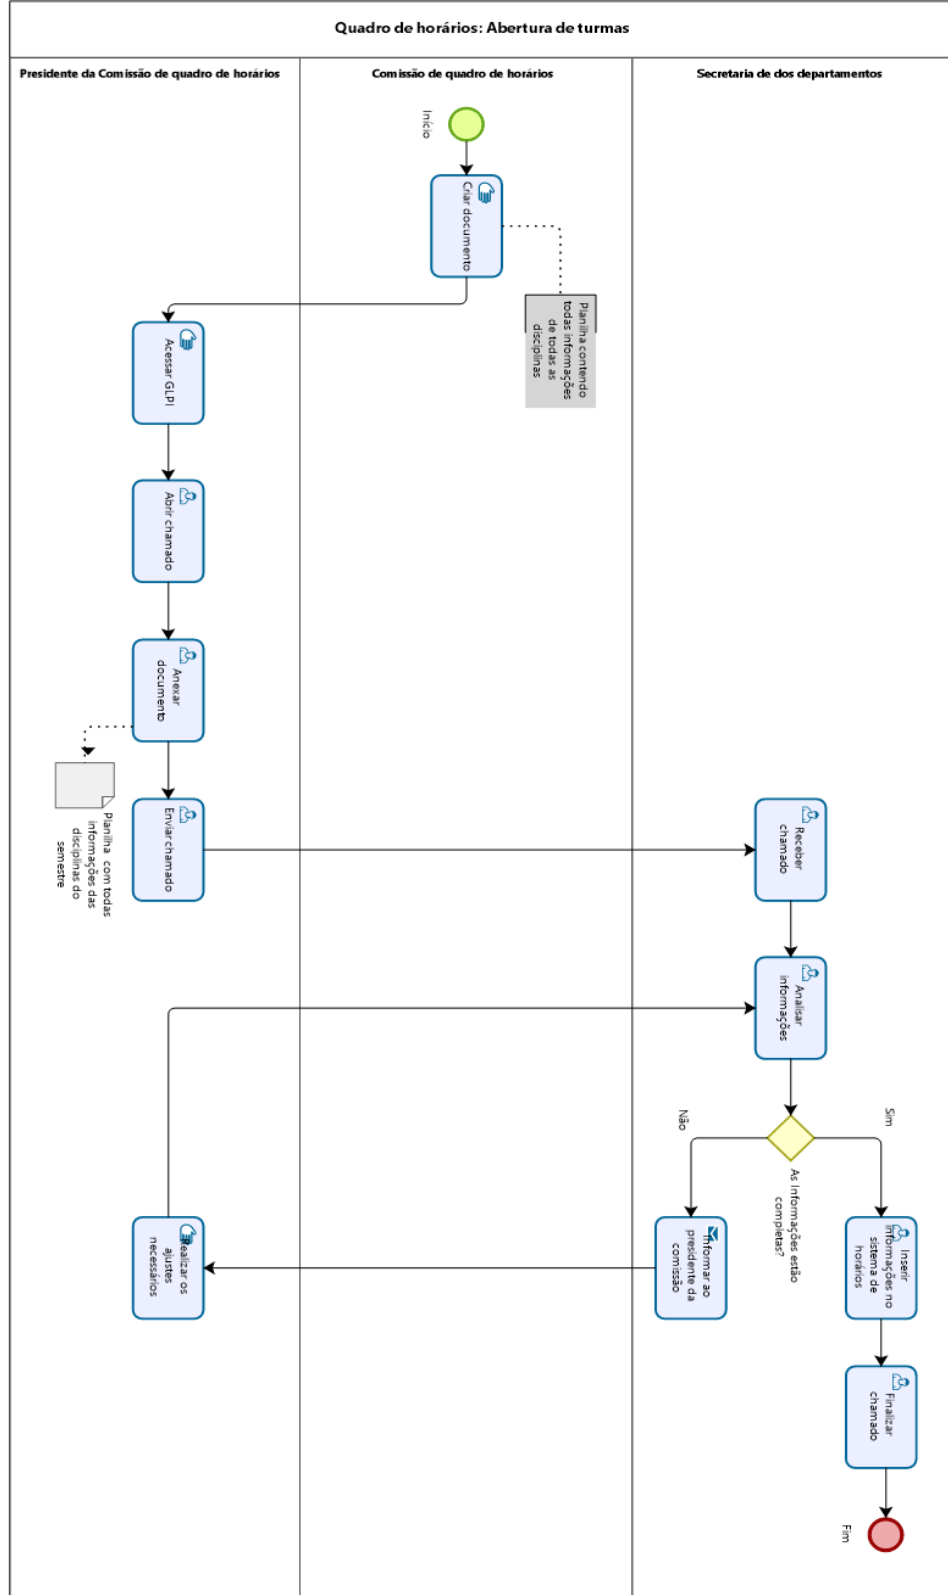 Quadro de horários: Abertura de turmas
Presidente da Comissão de quadro de horários
Comissão de quadro de horários
Secretaria de dos departamentos
Início
Criar documento
Planilha contendo
todas informações
de todas as
disciplinas
Acessar GLPI
Abrir chamado
Anexar
documento
Planilha com todas
informações das
disciplinas do
semestre
Enviar chamado
Receber
chamado
Analisar
informações
As Informações estão
completas?
Sim
Não
Inserir
informações no
sistema de
horários
Informar ao
presidente da
comissão
Realizar os
ajustes
necessários
Finalizar
chamado
Fim